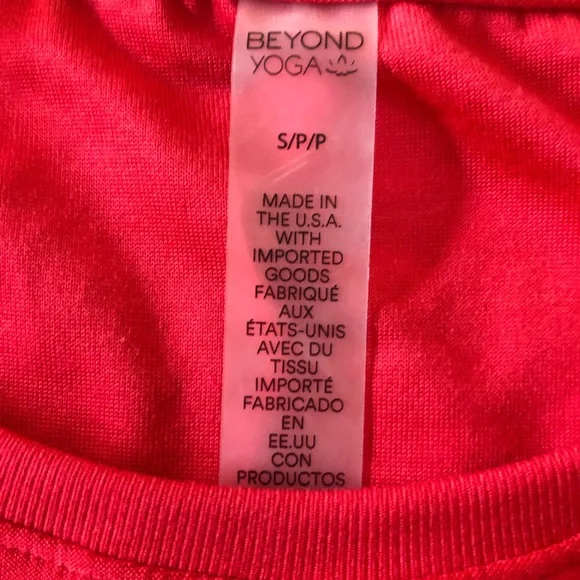 BEYOND
YOGA
S/P/P
MADE IN
THE U.S.A.
WITH
IMPORTED
GOODS
FABRIQUÉ
AUX
ÉTATS-UNIS
AVEC DU
TISSU
IMPORTÉ
FABRICADO
EN
EE.UU
CON
PRODUCTOS